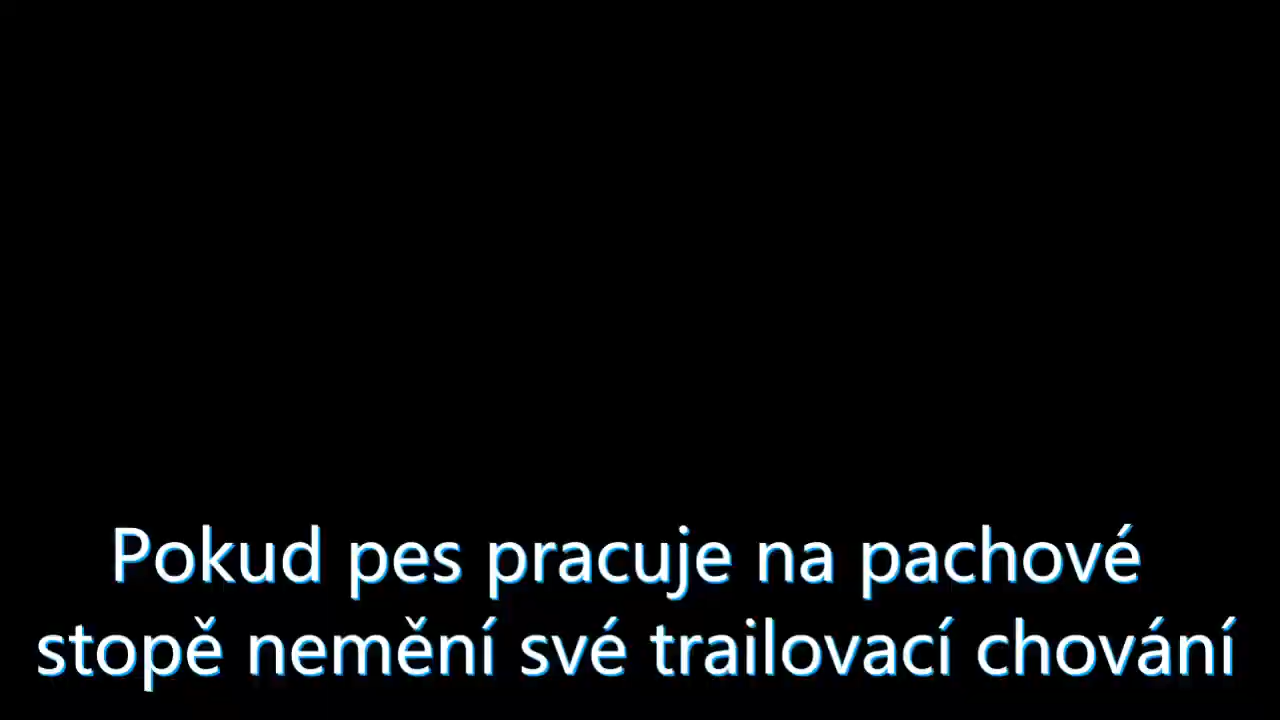 Pokud pes pracuje na pachové
stopě nemění své trailovací chování